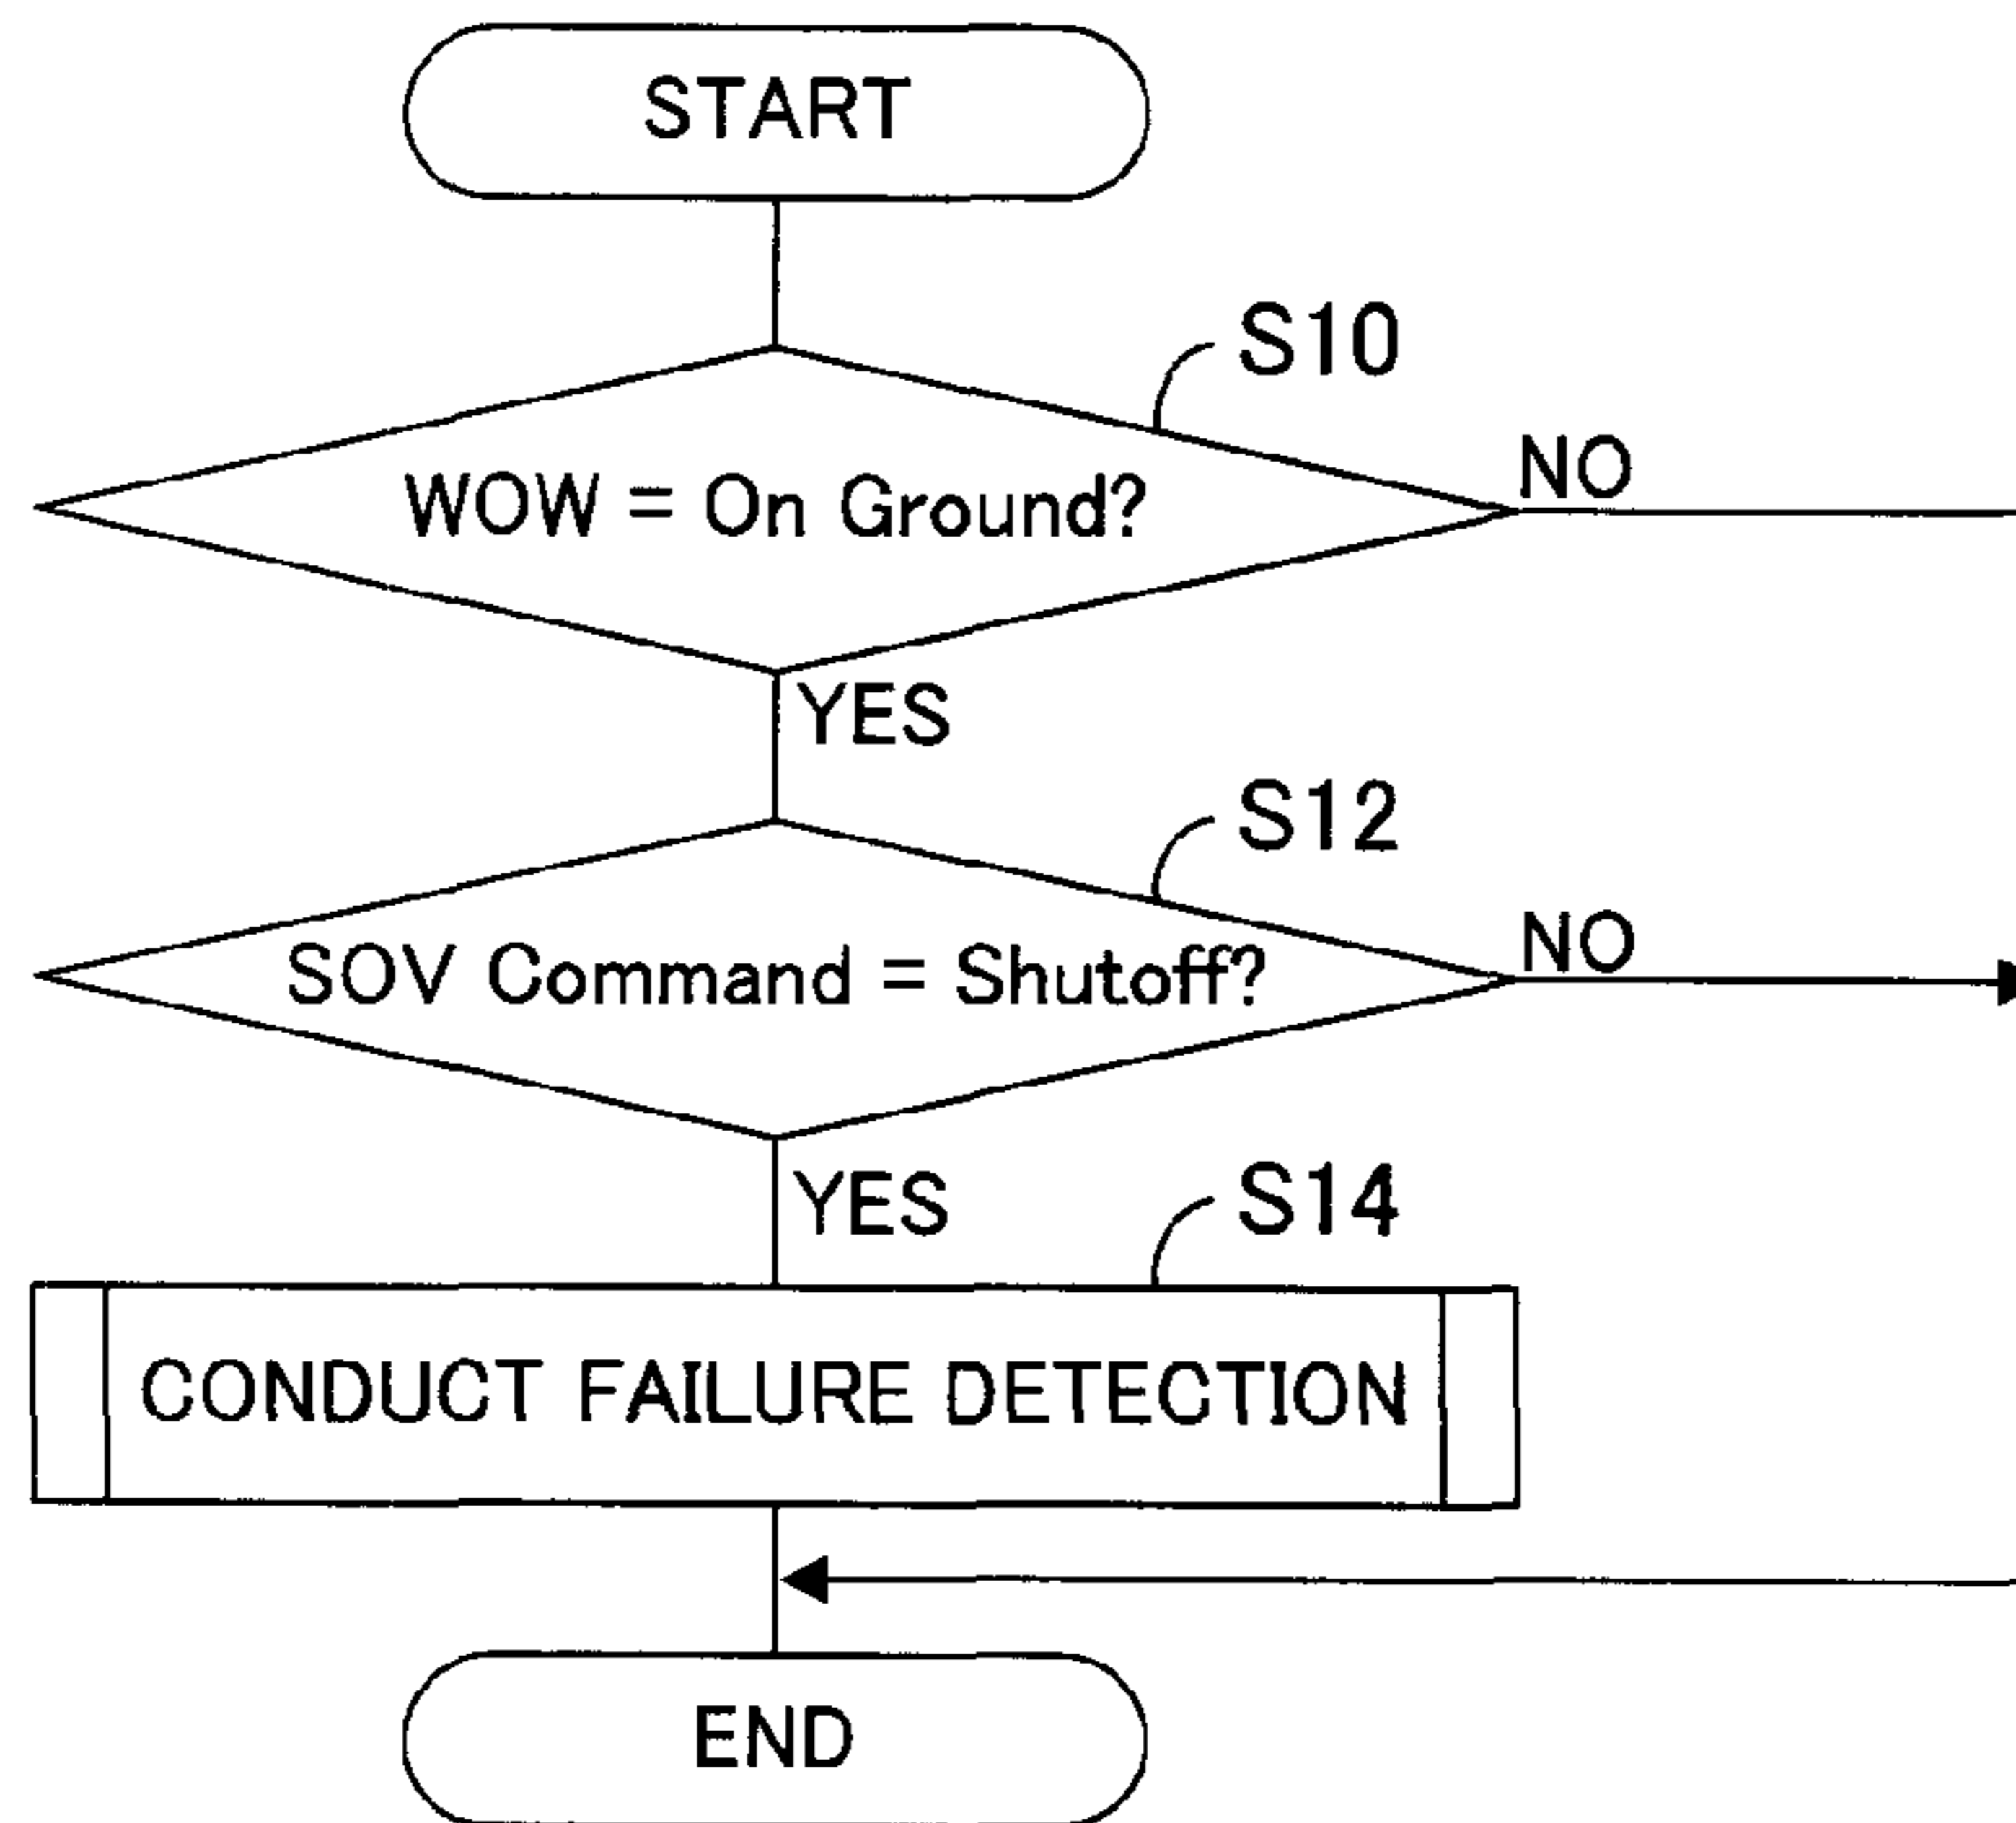 START
S10
WOW = On Ground?
NO
YES
S12
SOV Command = Shutoff?
NO
YES
S14
CONDUCT FAILURE DETECTION
END